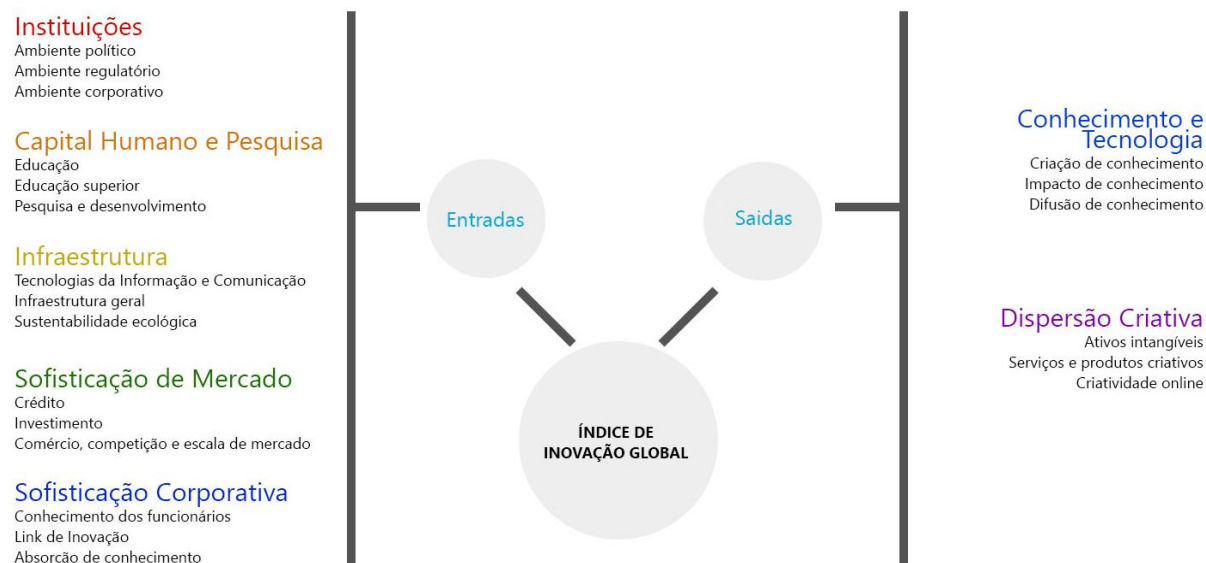 Instituições
Ambiente político
Ambiente regulatório
Ambiente corporativo
Capital Humano e Pesquisa
Educação
Educação superior
Pesquisa e desenvolvimento
Infraestrutura
Tecnologias da Informação e Comunicação
Infraestrutura geral
Sustentabilidade ecológica
Sofisticação de Mercado
Crédito
Investimento
Comércio, competição e escala de mercado
Sofisticação Corporativa
Conhecimento dos funcionários
Link de Inovação
Absorção de conhecimento
Entradas
Saidas
ÍNDICE DE
INOVAÇÃO GLOBAL
Conhecimento e
Tecnologia
Criação de conhecimento
Impacto de conhecimento
Difusão de conhecimento
Dispersão Criativa
Ativos intangíveis
Serviços e produtos criativos
Criatividade online